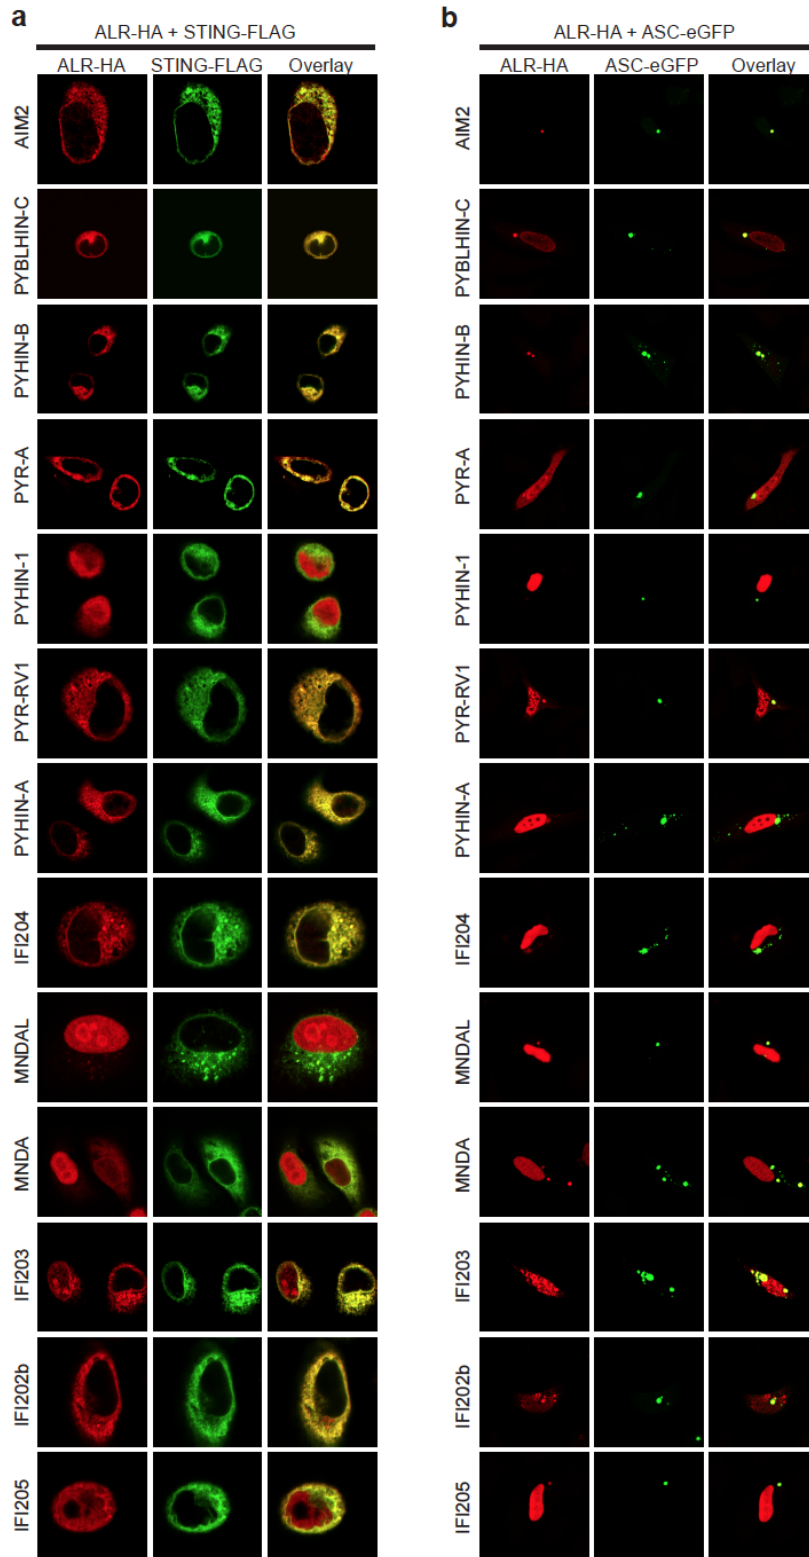 a
ALR-HA + STING-FLAG
ALR-HA STING-FLAG Overlay
AIM2
PYBLHIN-C
PYHIN-B
PYR-A
PYHIN-1
PYR-RV1
PYHIN-A
IFI204
MNDAL
MNDA
IFI203
IFI202b
IFI205
b
ALR-HA + ASC-eGFP
ALR-HA ASC-eGFP Overlay
AIM2
PYBLHIN-C
PYHIN-B
PYR-A
PYHIN-1
PYR-RV1
PYHIN-A
IFI204
MNDAL
MNDA
IFI203
IFI202b
IFI205